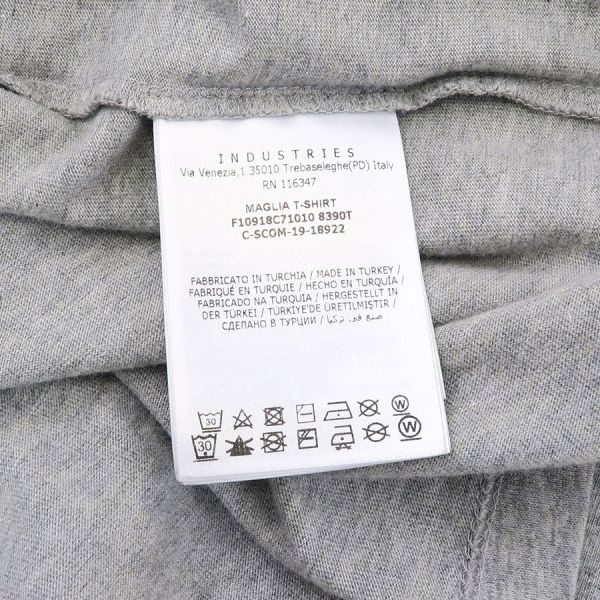 INDUSTRIES
Via Venezia,1 35010 Trebaseleghe(PD) Italy
RN 116347
MAGLIA T-SHIRT
F10918C71010 8390T
C-SCOM-19-18922
FABBRICATO IN TURCHIA / MADE IN TURKEY /
FABRIQUÉ EN TURQUIE / HECHO EN TURQUÍA /
FABRICADO NA TURQUIA / HERGESTELLT IN
DER TÜRKEI / TÜRKIYE'DE ÜRETILMIŞTIR /
СДЕЛАНО В ТУРЦИИ / صنع في تركيا
30 W
30 W